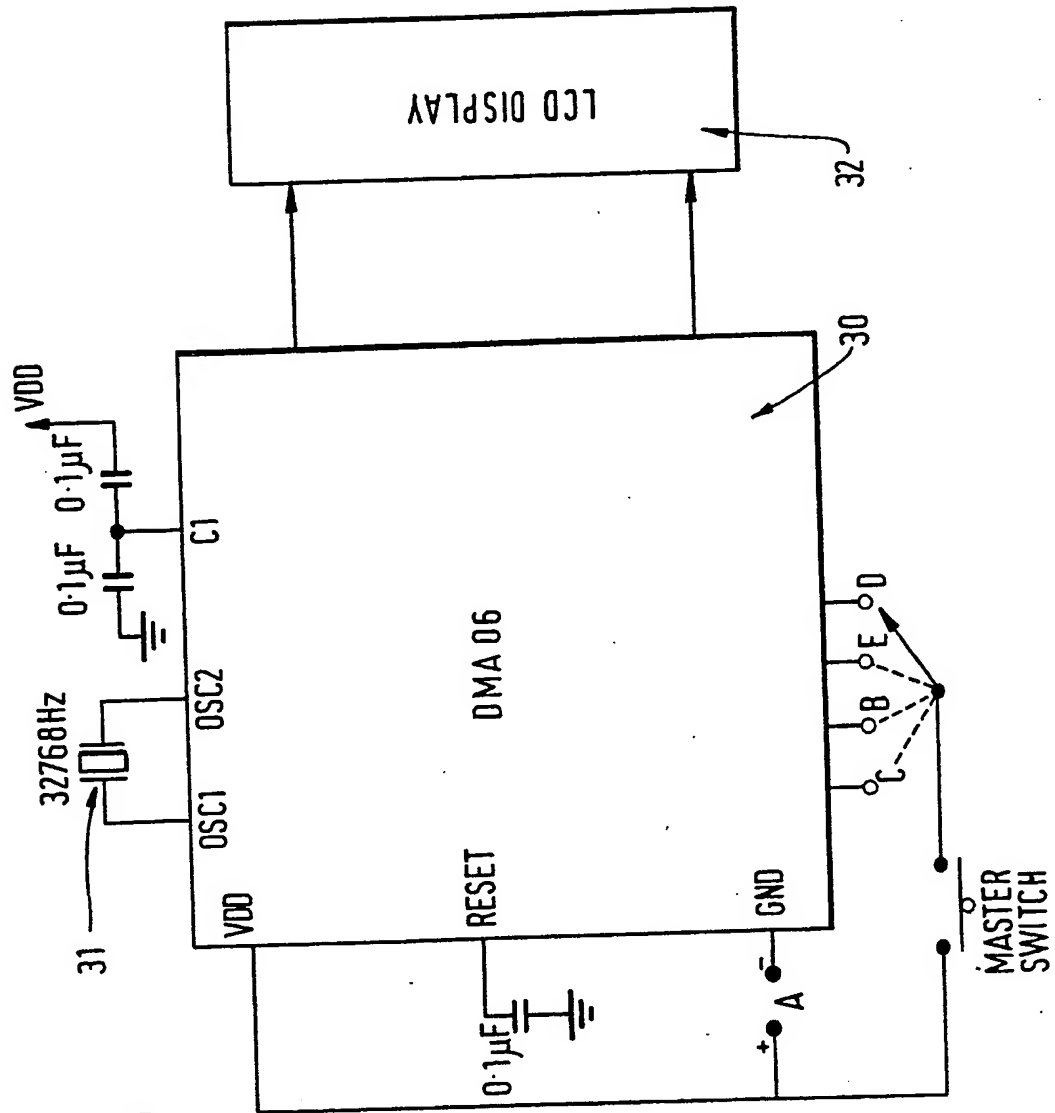 VDD
0·1µF
0·1µF
32768Hz
31
OSC1
OSC2
C1
VDD
RESET
0·1µF
GND
+
-
A
DMA 06
LCD DISPLAY
32
30
C
B
E
D
MASTER
SWITCH